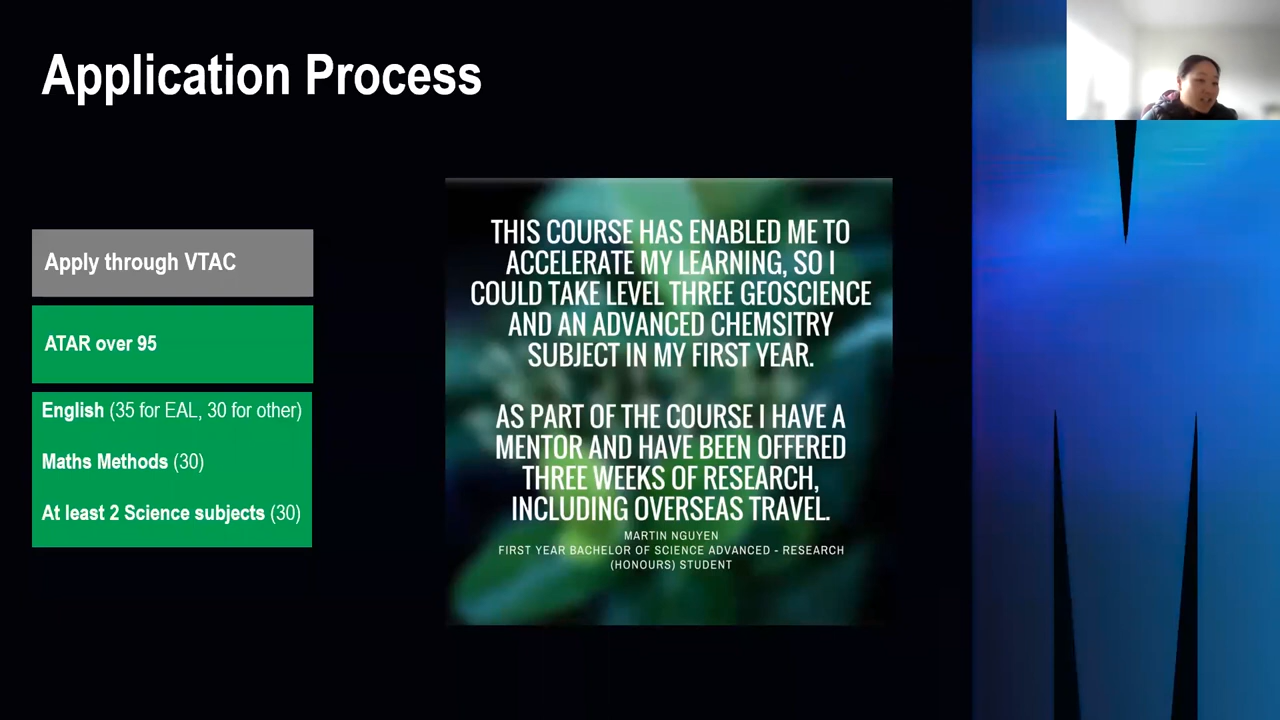 Application Process
Apply through VTAC
ATAR over 95
English (35 for EAL, 30 for other)
Maths Methods (30)
At least 2 Science subjects (30)
THIS COURSE HAS ENABLED ME TO
ACCELERATE MY LEARNING, SO I
COULD TAKE LEVEL THREE GEOSCIENCE
AND AN ADVANCED CHEMSITRY
SUBJECT IN MY FIRST YEAR.
AS PART OF THE COURSE I HAVE A
MENTOR AND HAVE BEEN OFFERED
THREE WEEKS OF RESEARCH,
INCLUDING OVERSEAS TRAVEL.
MARTIN NGUYEN
FIRST YEAR BACHELOR OF SCIENCE ADVANCED - RESEARCH
(HONOURS) STUDENT